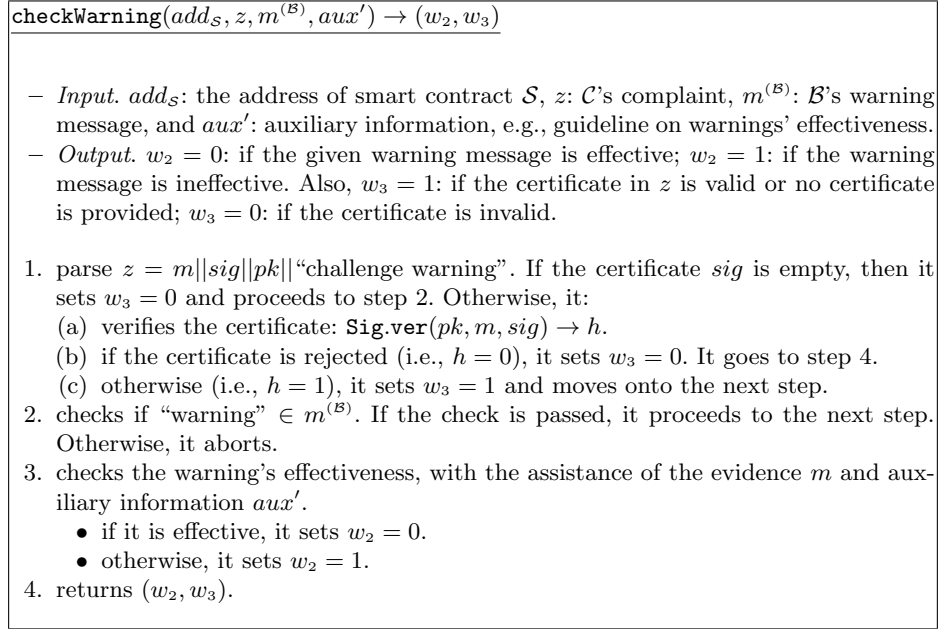 checkWarning(add_S, z, m^(B), aux′) → (w₂, w₃)
– Input. add_S: the address of smart contract S, z: C's complaint, m^(B): B's warning
message, and aux′: auxiliary information, e.g., guideline on warnings' effectiveness.
– Output. w₂ = 0: if the given warning message is effective; w₂ = 1: if the warning
message is ineffective. Also, w₃ = 1: if the certificate in z is valid or no certificate
is provided; w₃ = 0: if the certificate is invalid.
1. parse z = m||sig||pk||“challenge warning”. If the certificate sig is empty, then it
sets w₃ = 0 and proceeds to step 2. Otherwise, it:
(a) verifies the certificate: Sig.ver(pk, m, sig) → h.
(b) if the certificate is rejected (i.e., h = 0), it sets w₃ = 0. It goes to step 4.
(c) otherwise (i.e., h = 1), it sets w₃ = 1 and moves onto the next step.
2. checks if “warning” ∈ m^(B). If the check is passed, it proceeds to the next step.
Otherwise, it aborts.
3. checks the warning's effectiveness, with the assistance of the evidence m and aux-
iliary information aux′.
• if it is effective, it sets w₂ = 0.
• otherwise, it sets w₂ = 1.
4. returns (w₂, w₃).